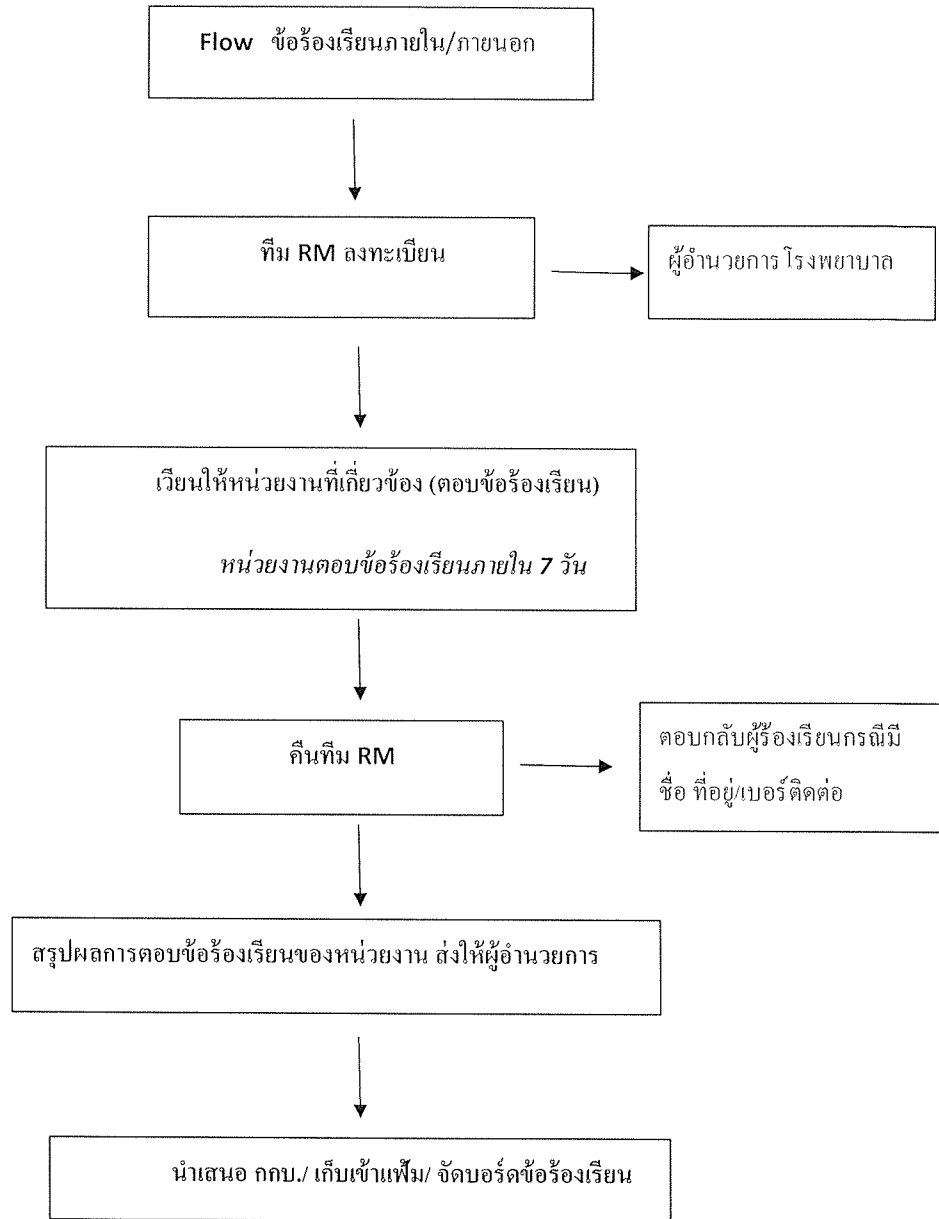 Flow ข้อร้องเรียนภายใน/ภายนอก
ทีม RM ลงทะเบียน
ผู้อำนวยการโรงพยาบาล
เวียนให้หน่วยงานที่เกี่ยวข้อง (ตอบข้อร้องเรียน)
หน่วยงานตอบข้อร้องเรียนภายใน 7 วัน
คืนทีม RM
ตอบกลับผู้ร้องเรียนกรณีมี
ชื่อ ที่อยู่/เบอร์ติดต่อ
สรุปผลการตอบข้อร้องเรียนของหน่วยงาน ส่งให้ผู้อำนวยการ
นำเสนอ กกบ./ เก็บเข้าแฟ้ม/ จัดบอร์ดข้อร้องเรียน